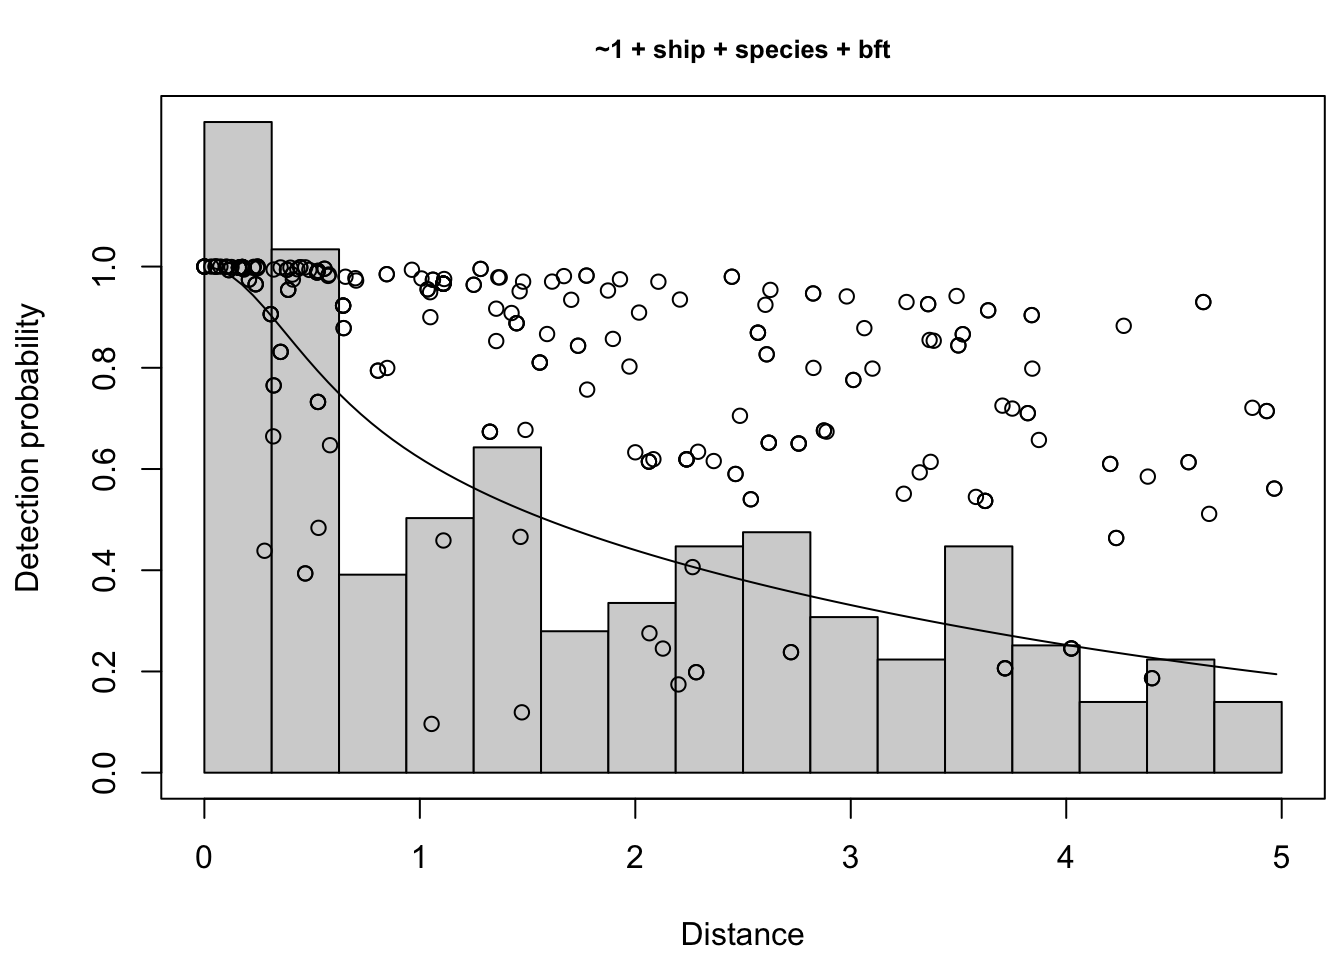 ~1 + ship + species + bft
Detection probability
1.0
0.8
0.6
0.4
0.2
0.0
0 1 2 3 4 5
Distance